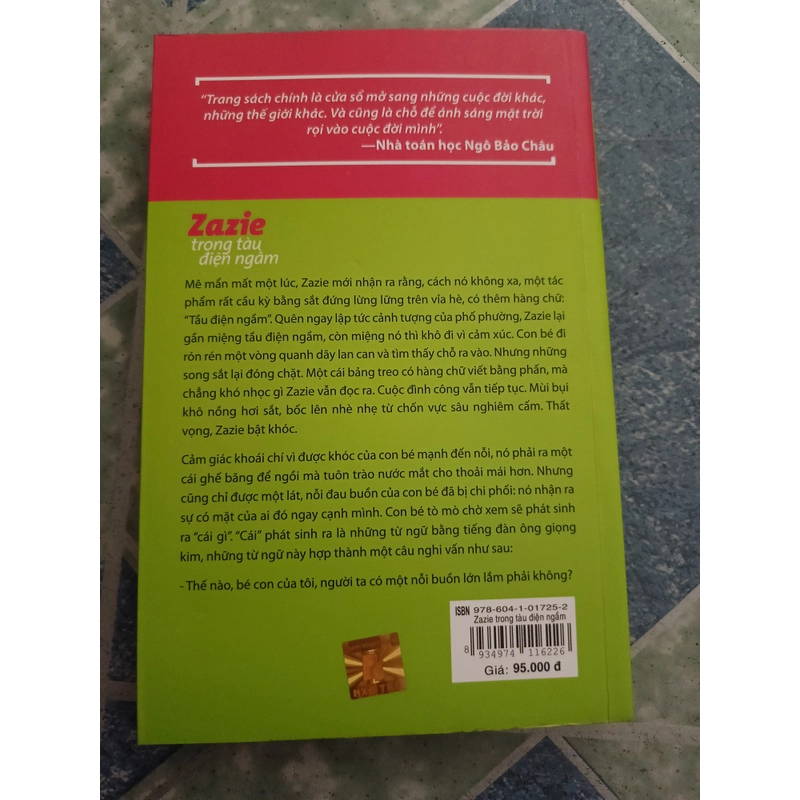 “Trang sách chính là cửa sổ mở sang những cuộc đời khác,
những thế giới khác. Và cũng là chỗ để ánh sáng mặt trời
rọi vào cuộc đời mình”.
—Nhà toán học Ngô Bảo Châu
Zazie
trong tàu
điện ngầm
Mê mẩn mất một lúc, Zazie mới nhận ra rằng, cách nó không xa, một tác
phẩm rất cầu kỳ bằng sắt đứng lừng lững trên vỉa hè, có thêm hàng chữ:
“Tầu điện ngầm”. Quên ngay lập tức cảnh tượng của phố phường, Zazie lại
gần miệng tầu điện ngầm, còn miệng nó thì khô đi vì cảm xúc. Con bé đi
rón rén một vòng quanh dãy lan can và tìm thấy chỗ ra vào. Nhưng những
song sắt lại đóng chặt. Một cái bảng treo có hàng chữ viết bằng phấn, mà
chẳng khó nhọc gì Zazie vẫn đọc ra. Cuộc đình công vẫn tiếp tục. Mùi bụi
khô nồng hơi sắt, bốc lên nhè nhẹ từ chốn vực sâu nghiêm cấm. Thất
vọng, Zazie bật khóc.
Cảm giác khoái chí vì được khóc của con bé mạnh đến nỗi, nó phải ra một
cái ghế băng để ngồi mà tuôn trào nước mắt cho thoải mái hơn. Nhưng
cũng chỉ được một lát, nỗi đau buồn của con bé đã bị chi phối: nó nhận ra
sự có mặt của ai đó ngay cạnh mình. Con bé tò mò chờ xem sẽ phát sinh
ra “cái gì”. “Cái” phát sinh ra là những từ ngữ bằng tiếng đàn ông giọng
kim, những từ ngữ này hợp thành một câu nghi vấn như sau:
- Thế nào, bé con của tôi, người ta có một nỗi buồn lớn lắm phải không?
ISBN 978-604-1-01725-2
Zazie trong tàu điện ngầm
8 934974 116226
Giá: 95.000 đ